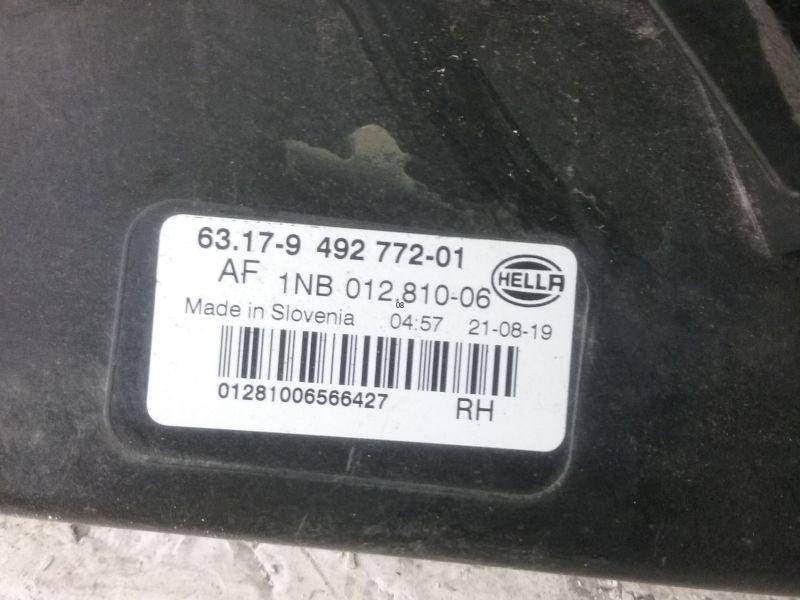 63.17-9 492 772-01
AF 1NB 012.810-06
HELLA
Made in Slovenia 04:57 21-08-19
01281006566427
RH